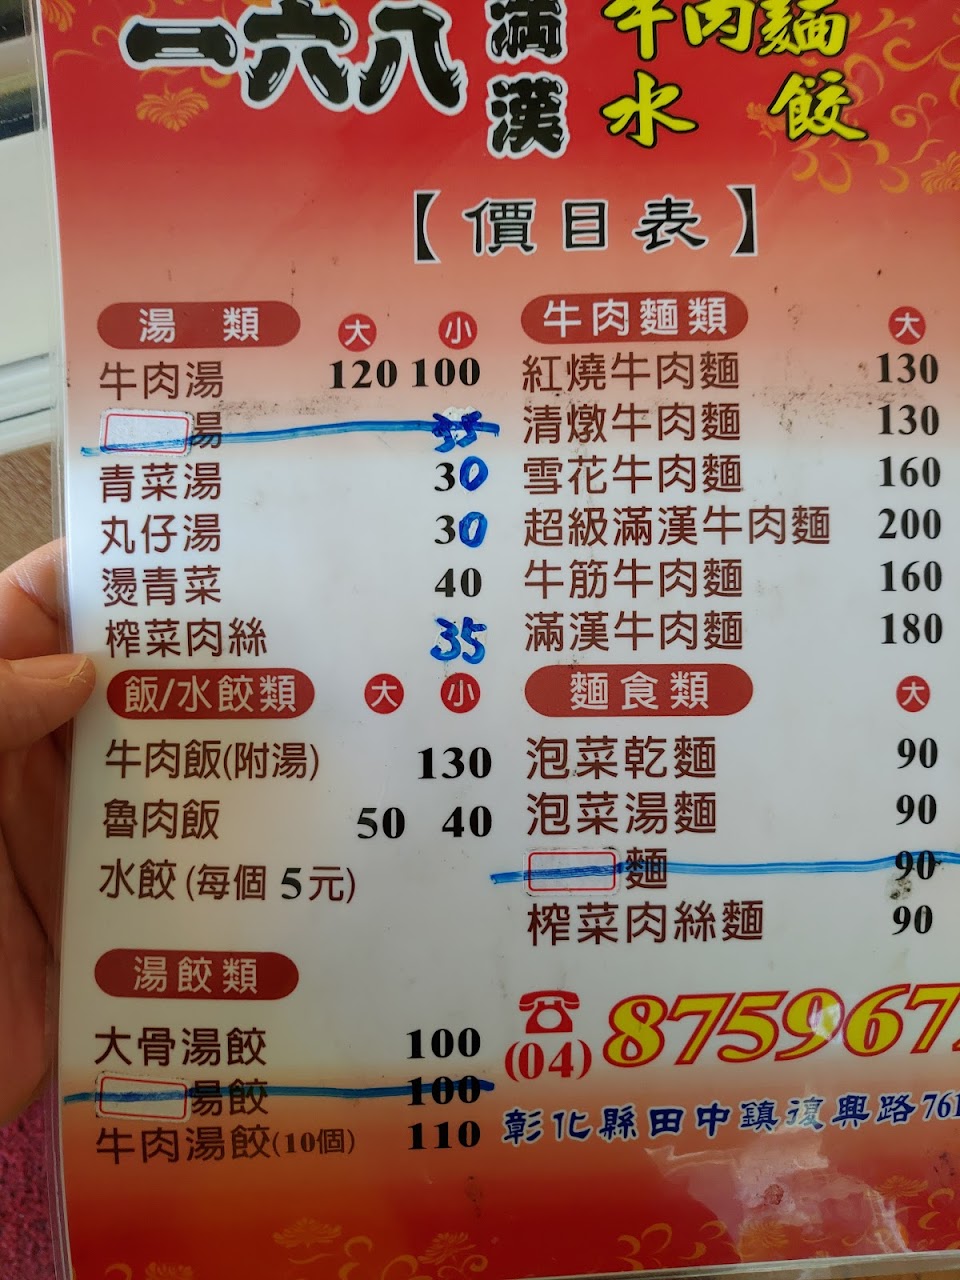 一六八 滿漢 牛肉麵 水餃
【價目表】
湯類 大 小
牛肉湯 120 100
湯 35
青菜湯 30
丸仔湯 30
燙青菜 40
榨菜肉絲 35
飯/水餃類 大 小
牛肉飯(附湯) 130
魯肉飯 50 40
水餃(每個5元)
湯餃類
大骨湯餃 100
湯餃 100
牛肉湯餃(10個) 110
牛肉麵類 大
紅燒牛肉麵 130
清燉牛肉麵 130
雪花牛肉麵 160
超級滿漢牛肉麵 200
牛筋牛肉麵 160
滿漢牛肉麵 180
麵食類 大
泡菜乾麵 90
泡菜湯麵 90
麵 90
榨菜肉絲麵 90
(04) 875967
彰化縣田中鎮復興路761